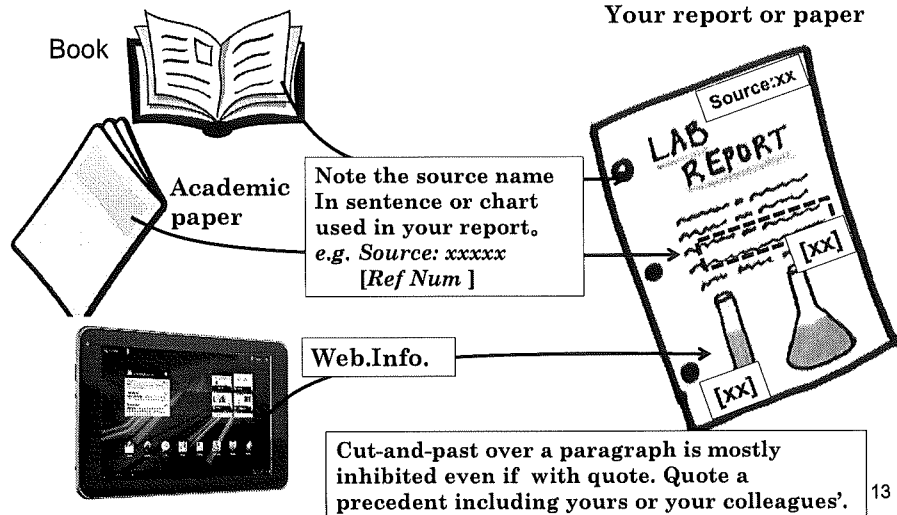 Your report or paper
Book
Source:xx
LAB
REPORT
Academic
paper
Note the source name
In sentence or chart
used in your report。
e.g. Source: xxxxx
[Ref Num ]
[xx]
Web.Info.
[xx]
Cut-and-past over a paragraph is mostly
inhibited even if with quote. Quote a
precedent including yours or your colleagues’.
13